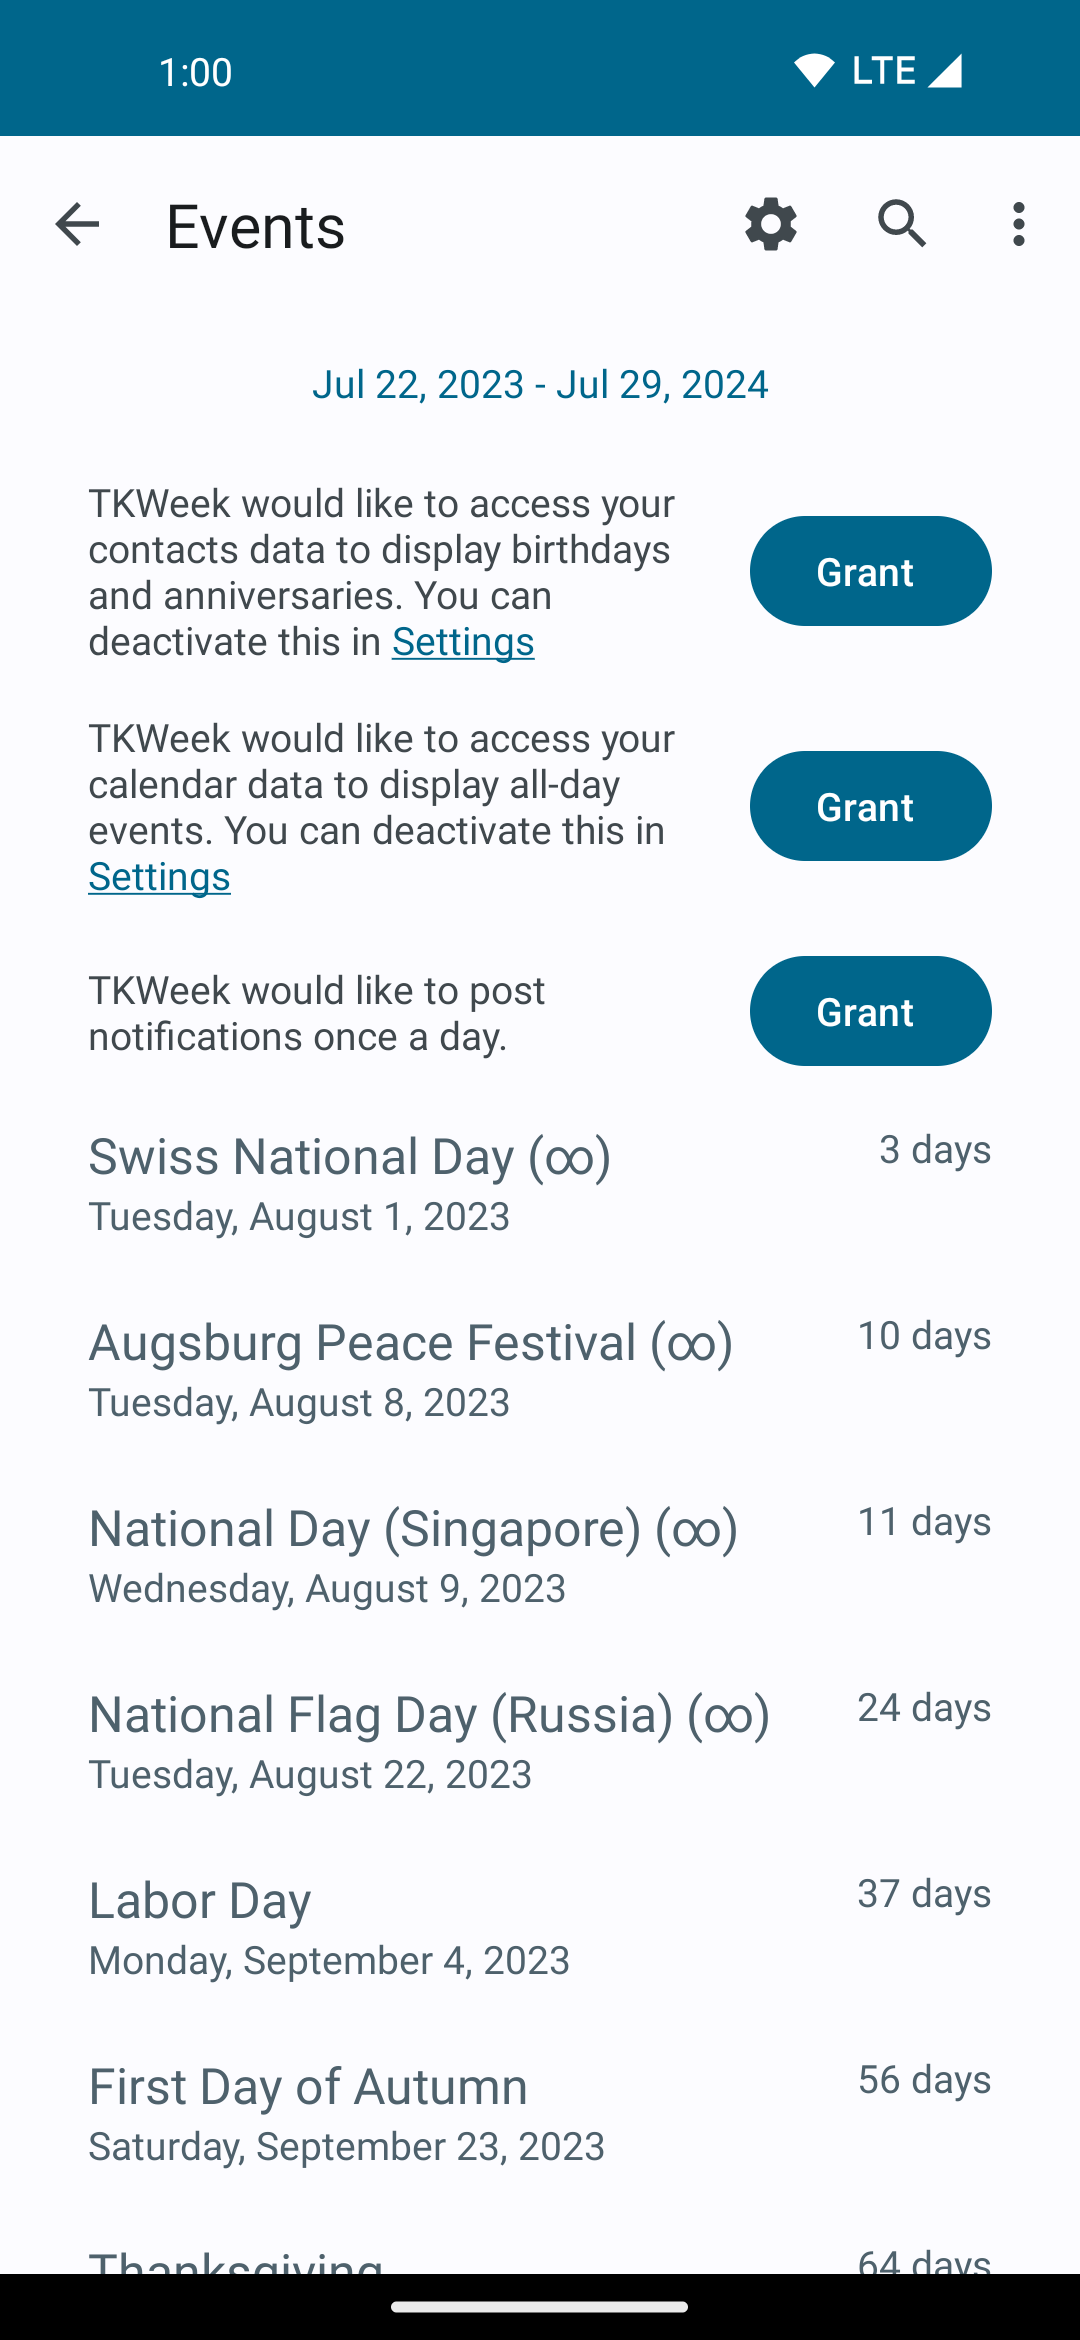 1:00
LTE
Events
Jul 22, 2023 - Jul 29, 2024
TKWeek would like to access your
contacts data to display birthdays
and anniversaries. You can
deactivate this in Settings
Grant
TKWeek would like to access your
calendar data to display all-day
events. You can deactivate this in
Settings
Grant
TKWeek would like to post
notifications once a day.
Grant
Swiss National Day (∞)
3 days
Tuesday, August 1, 2023
Augsburg Peace Festival (∞)
10 days
Tuesday, August 8, 2023
National Day (Singapore) (∞)
11 days
Wednesday, August 9, 2023
National Flag Day (Russia) (∞)
24 days
Tuesday, August 22, 2023
Labor Day
37 days
Monday, September 4, 2023
First Day of Autumn
56 days
Saturday, September 23, 2023
Thanksgiving
64 days